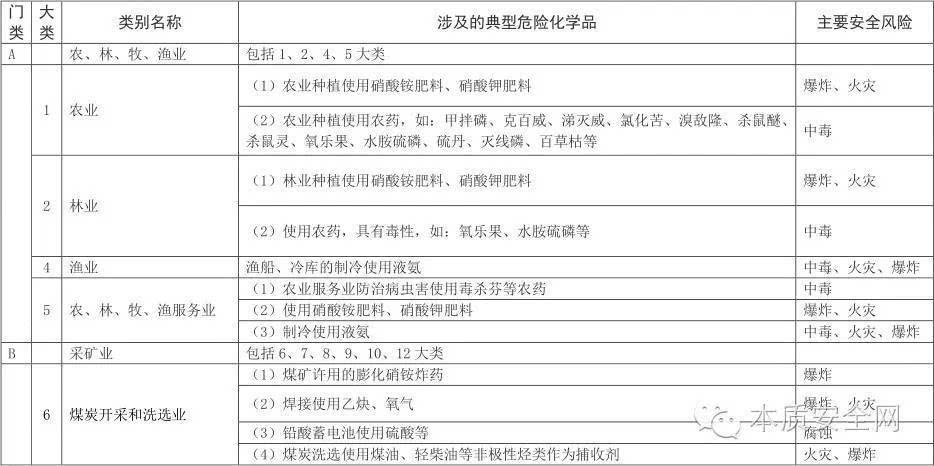 门类 大类 类别名称 涉及的典型危险化学品 主要安全风险
A 农、林、牧、渔业 包括1、2、4、5大类
1 农业 (1)农业种植使用硝酸铵肥料、硝酸钾肥料 爆炸、火灾
(2)农业种植使用农药，如：甲拌磷、克百威、涕灭威、氯化苦、溴敌隆、杀鼠醚、
杀鼠灵、氧乐果、水胺硫磷、硫丹、灭线磷、百草枯等 中毒
2 林业 (1)林业种植使用硝酸铵肥料、硝酸钾肥料 爆炸、火灾
(2)使用农药，具有毒性，如：氧乐果、水胺硫磷等 中毒
4 渔业 渔船、冷库的制冷使用液氨 中毒、火灾、爆炸
5 农、林、牧、渔服务业 (1)农业服务业防治病虫害使用毒杀芬等农药 中毒
(2)使用硝酸铵肥料、硝酸钾肥料 爆炸、火灾
(3)制冷使用液氨 中毒、火灾、爆炸
B 采矿业 包括6、7、8、9、10、12大类
6 煤炭开采和洗选业 (1)煤矿许用的膨化硝铵炸药 爆炸
(2)焊接使用乙炔、氧气 爆炸、火灾
(3)铅酸蓄电池使用硫酸等 腐蚀
(4)煤炭洗选使用煤油、轻柴油等非极性烃类作为捕收剂 火灾、爆炸
本质安全网